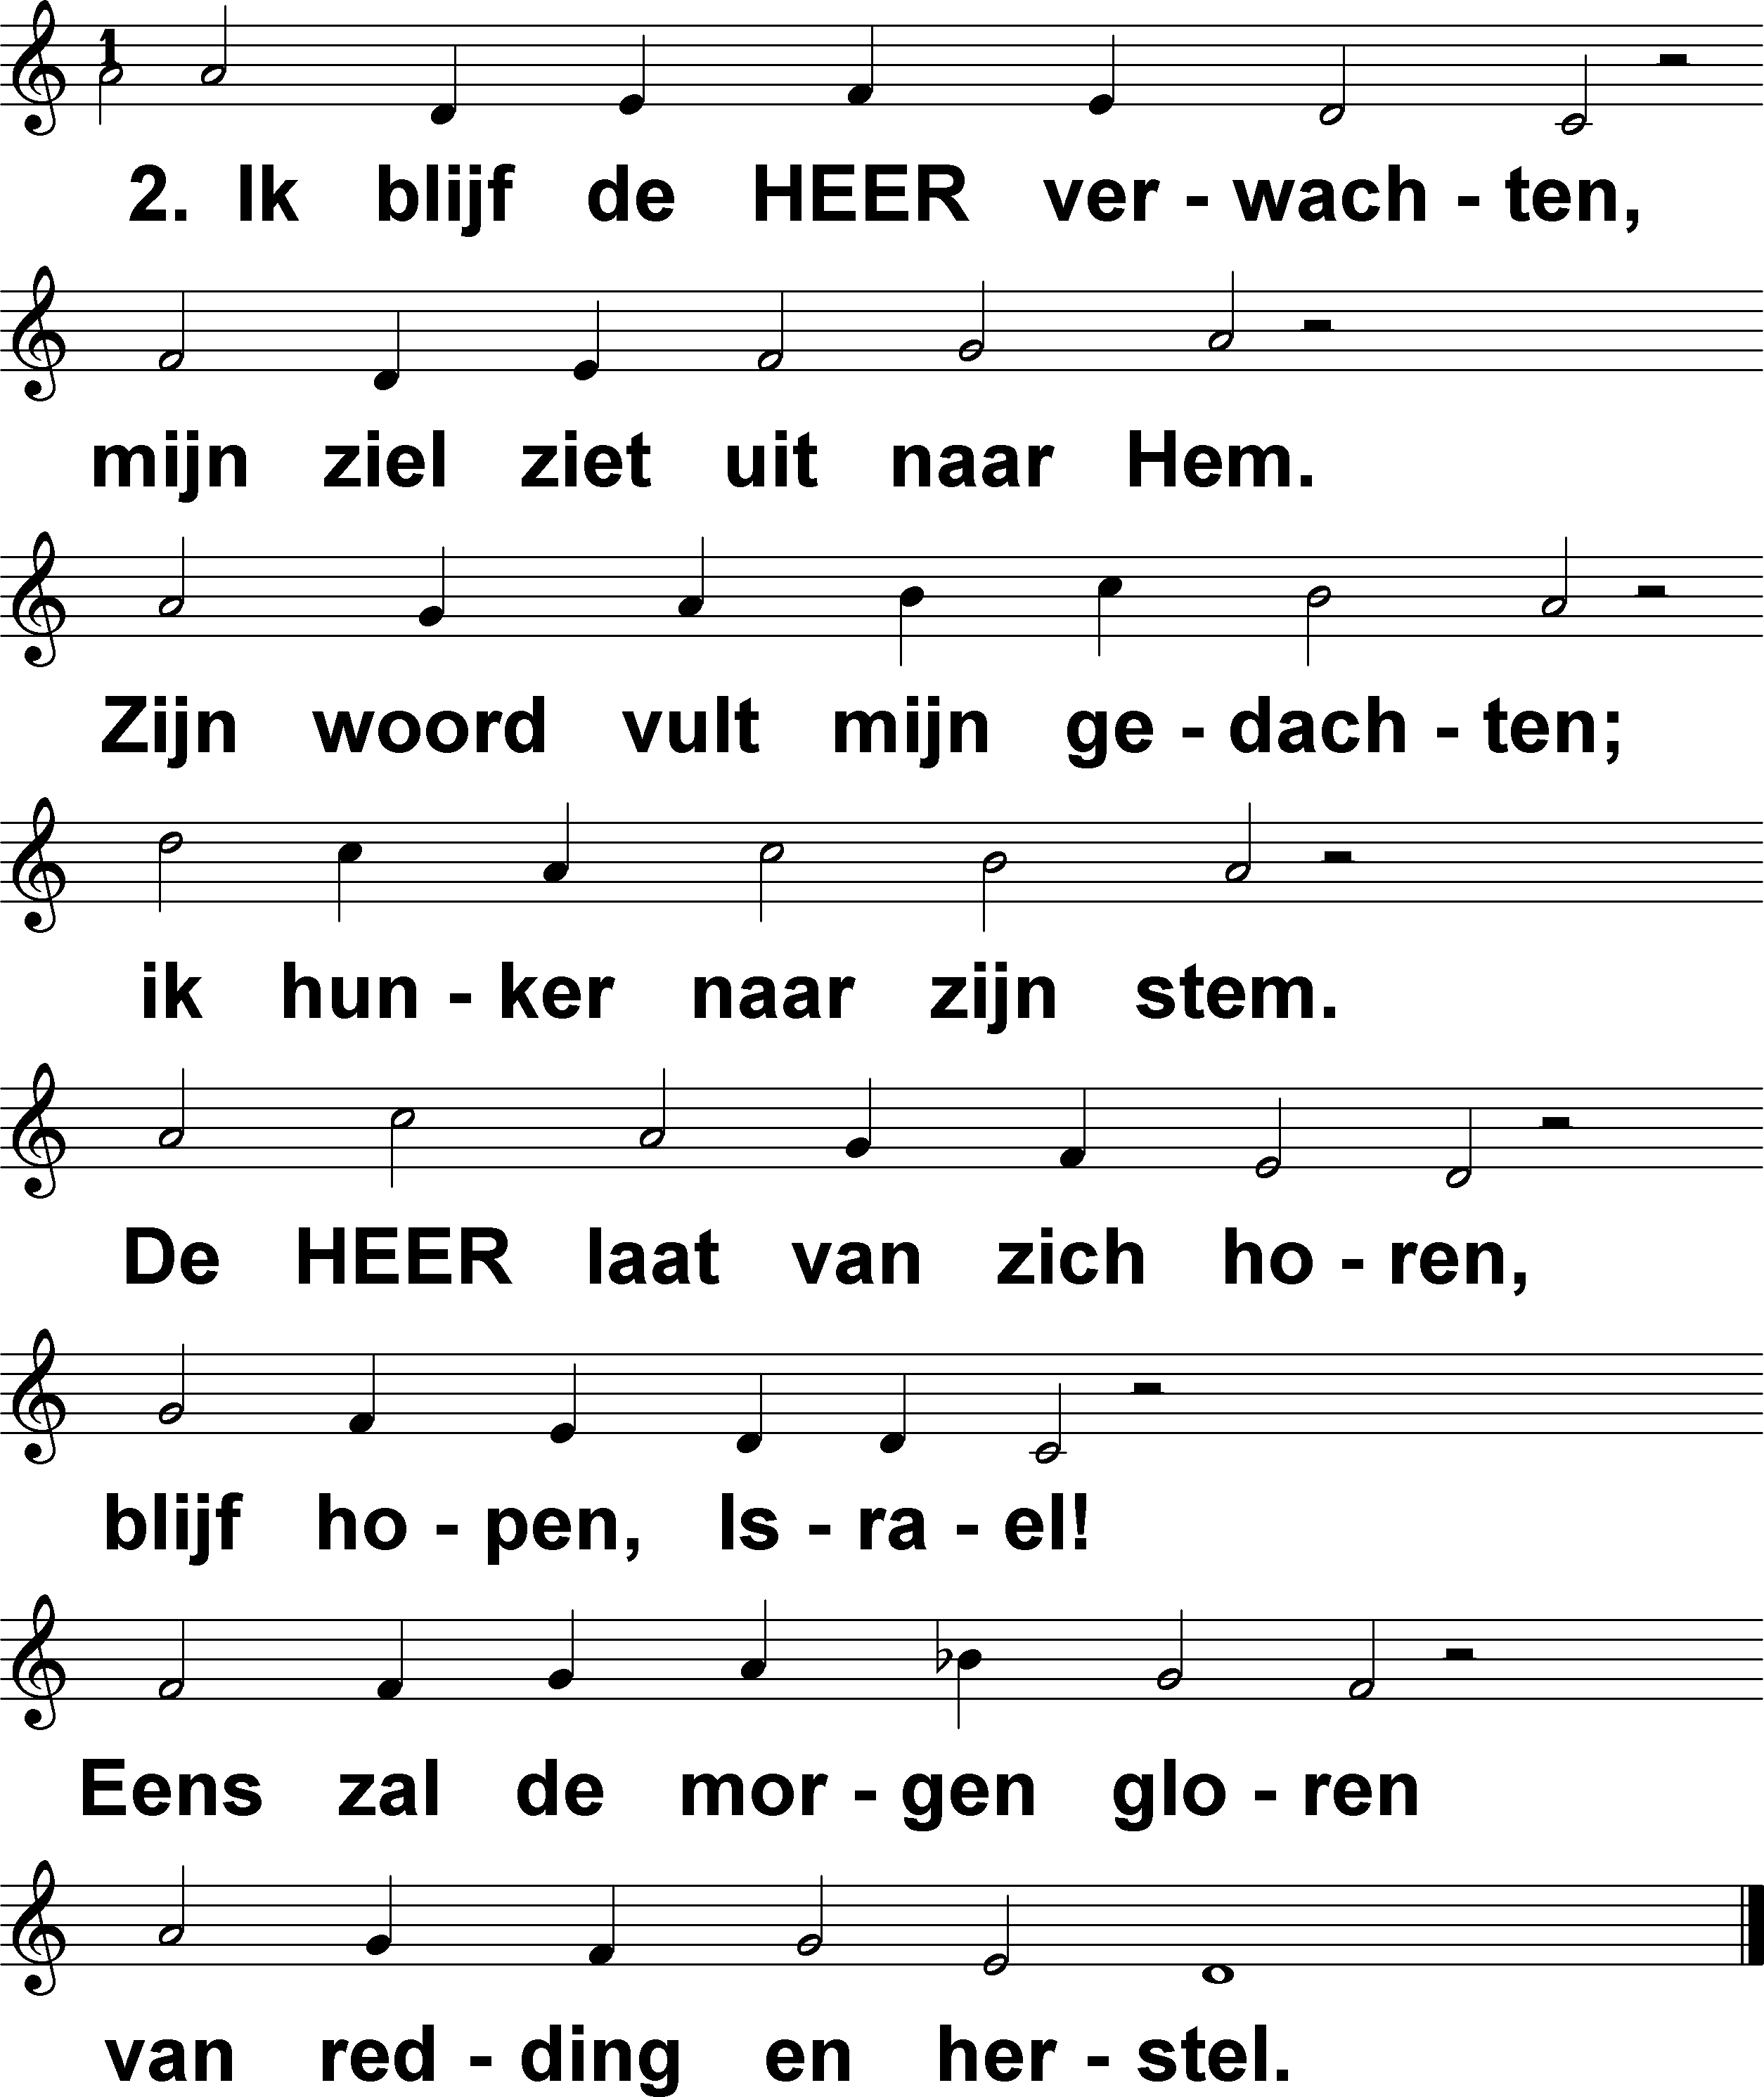 1
2. Ik blijf de HEER ver - wach - ten,
mijn ziel ziet uit naar Hem.
Zijn woord vult mijn ge - dach - ten;
ik hun - ker naar zijn stem.
De HEER laat van zich ho - ren,
blijf ho - pen, Is - ra - el!
Eens zal de mor - gen glo - ren
van red - ding en her - stel.